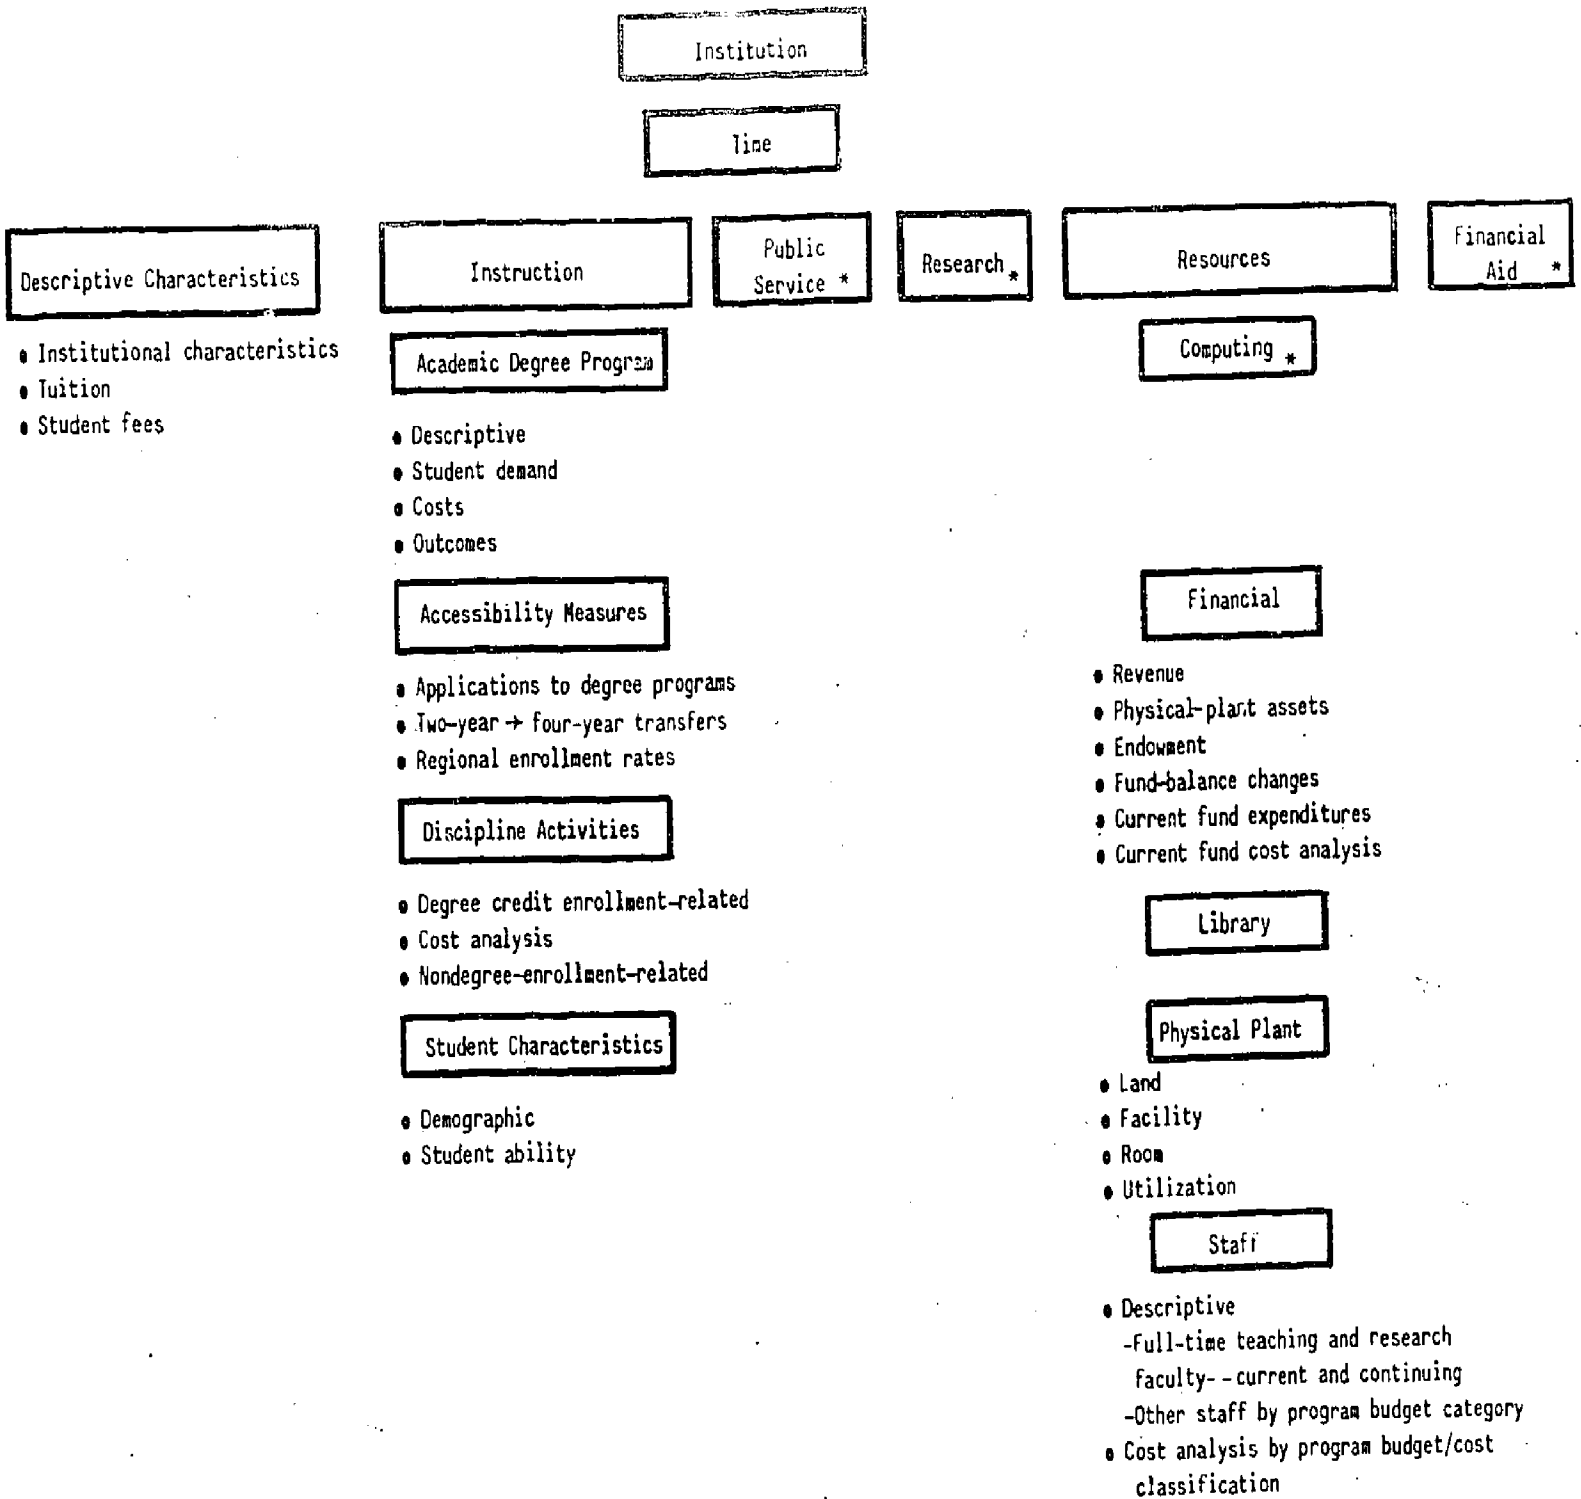 Institution
Time
Descriptive Characteristics
• Institutional characteristics
• Tuition
• Student fees
Instruction
Academic Degree Program
• Descriptive
• Student demand
• Costs
• Outcomes
Accessibility Measures
• Applications to degree programs
• Two-year → four-year transfers
• Regional enrollment rates
Discipline Activities
• Degree credit enrollment-related
• Cost analysis
• Nondegree-enrollment-related
Student Characteristics
• Demographic
• Student ability
Public
Service *
Research *
Resources
Computing *
Financial
• Revenue
• Physical-plant assets
• Endowment
• Fund-balance changes
• Current fund expenditures
• Current fund cost analysis
Library
Physical Plant
• Land
• Facility
• Room
• Utilization
Staff
• Descriptive
-Full-time teaching and research
faculty--current and continuing
-Other staff by program budget category
• Cost analysis by program budget/cost
classification
Financial
Aid *